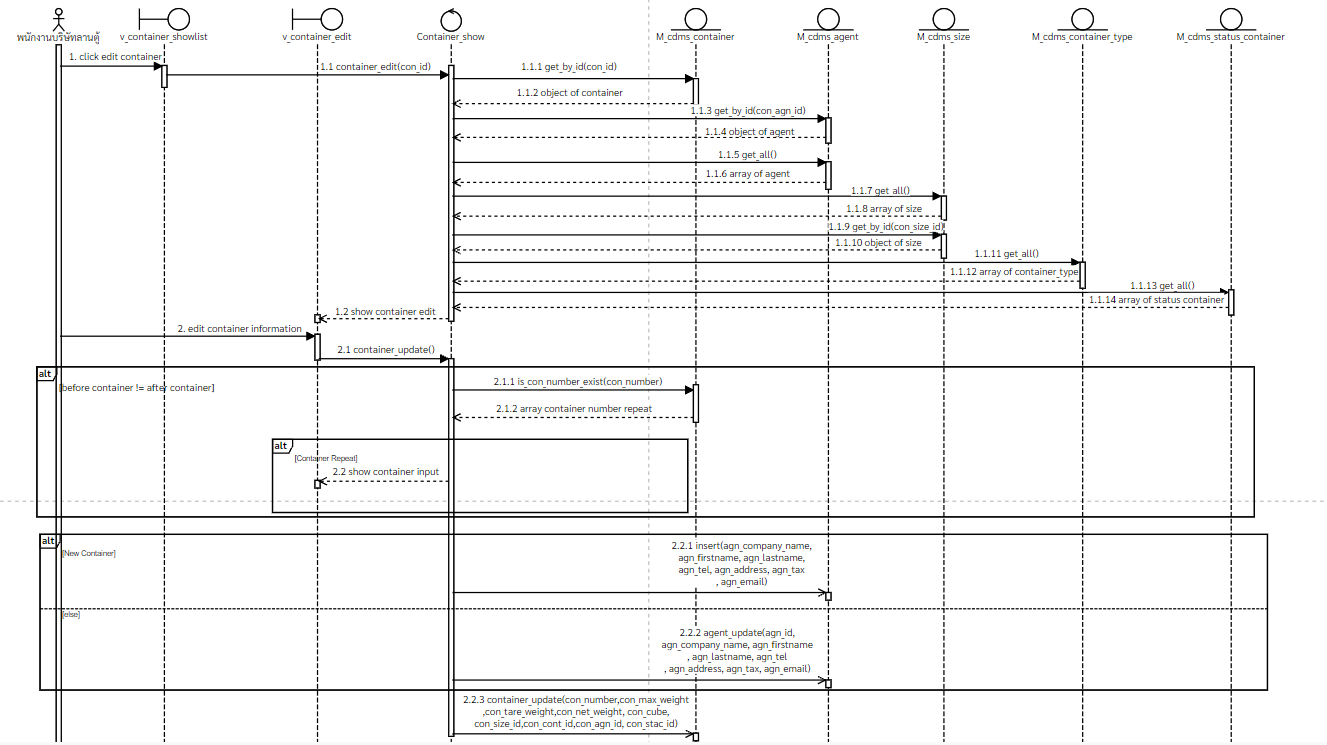 พนักงานบริษัทลานตู้
v_container_showlist
v_container_edit
Container_show
M_cdms_container
M_cdms_agent
M_cdms_size
M_cdms_container_type
M_cdms_status_container
1. click edit container
1.1 container_edit(con_id)
1.1.1 get_by_id(con_id)
1.1.2 object of container
1.1.3 get_by_id(con_agn_id)
1.1.4 object of agent
1.1.5 get_all()
1.1.6 array of agent
1.1.7 get_all()
1.1.8 array of size
1.1.9 get_by_id(con_size_id)
1.1.10 object of size
1.1.11 get_all()
1.1.12 array of container_type
1.1.13 get_all()
1.1.14 array of status container
1.2 show container edit
2. edit container information
2.1 container_update()
alt
[before container != after container]
2.1.1 is_con_number_exist(con_number)
2.1.2 array container number repeat
alt
[Container Repeat]
2.2 show container input
alt
[New Container]
2.2.1 insert(agn_company_name,
agn_firstname, agn_lastname,
agn_tel, agn_address, agn_tax
, agn_email)
[else]
2.2.2 agent_update(agn_id,
agn_company_name, agn_firstname
, agn_lastname, agn_tel
, agn_address, agn_tax, agn_email)
2.2.3 container_update(con_number,con_max_weight
,con_tare_weight,con_net_weight, con_cube,
con_size_id,con_cont_id,con_agn_id, con_stac_id)